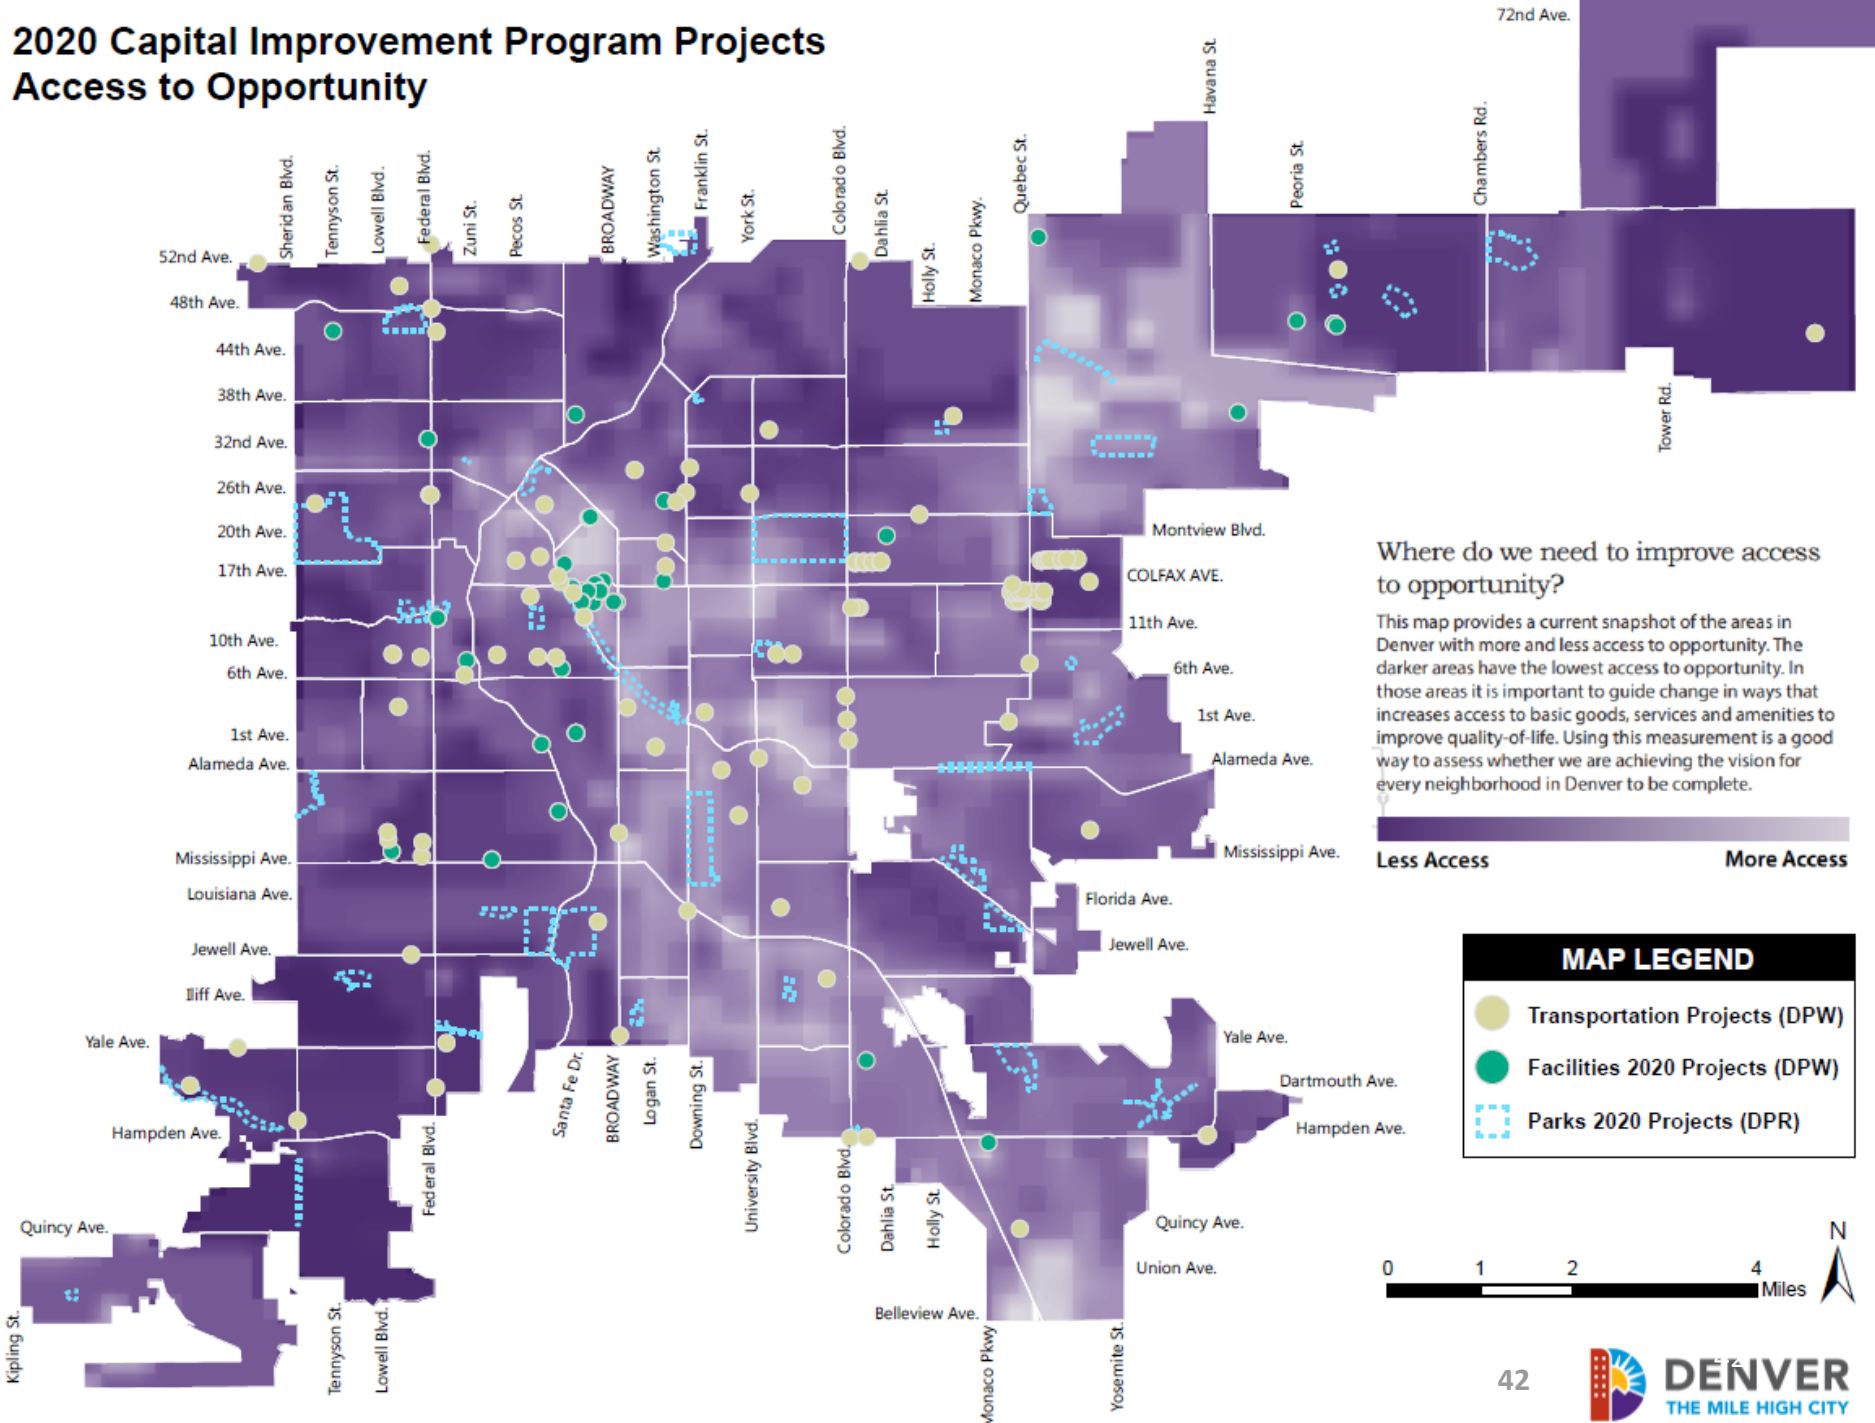 2020 Capital Improvement Program Projects
Access to Opportunity
72nd Ave.
Havana St.
Peoria St.
Chambers Rd.
Sheridan Blvd.
Tennyson St.
Lowell Blvd.
Federal Blvd.
Zuni St.
Pecos St.
BROADWAY
Washington St.
Franklin St.
York St.
Colorado Blvd.
Dahlia St.
Holly St.
Monaco Pkwy.
Quebec St.
52nd Ave.
48th Ave.
44th Ave.
38th Ave.
32nd Ave.
26th Ave.
20th Ave.
17th Ave.
10th Ave.
6th Ave.
1st Ave.
Alameda Ave.
Mississippi Ave.
Louisiana Ave.
Jewell Ave.
Iliff Ave.
Yale Ave.
Hampden Ave.
Quincy Ave.
Kipling St.
Tennyson St.
Lowell Blvd.
Federal Blvd.
Santa Fe Dr.
BROADWAY
Logan St.
Downing St.
University Blvd.
Colorado Blvd.
Dahlia St.
Holly St.
Monaco Pkwy
Yosemite St.
Tower Rd.
Montview Blvd.
COLFAX AVE.
11th Ave.
6th Ave.
1st Ave.
Alameda Ave.
Mississippi Ave.
Florida Ave.
Jewell Ave.
Yale Ave.
Dartmouth Ave.
Hampden Ave.
Quincy Ave.
Union Ave.
Belleview Ave.
Where do we need to improve access
to opportunity?
This map provides a current snapshot of the areas in
Denver with more and less access to opportunity. The
darker areas have the lowest access to opportunity. In
those areas it is important to guide change in ways that
increases access to basic goods, services and amenities to
improve quality-of-life. Using this measurement is a good
way to assess whether we are achieving the vision for
every neighborhood in Denver to be complete.
Less Access
More Access
MAP LEGEND
Transportation Projects (DPW)
Facilities 2020 Projects (DPW)
Parks 2020 Projects (DPR)
N
0 1 2 4
Miles
42
DENVER
THE MILE HIGH CITY